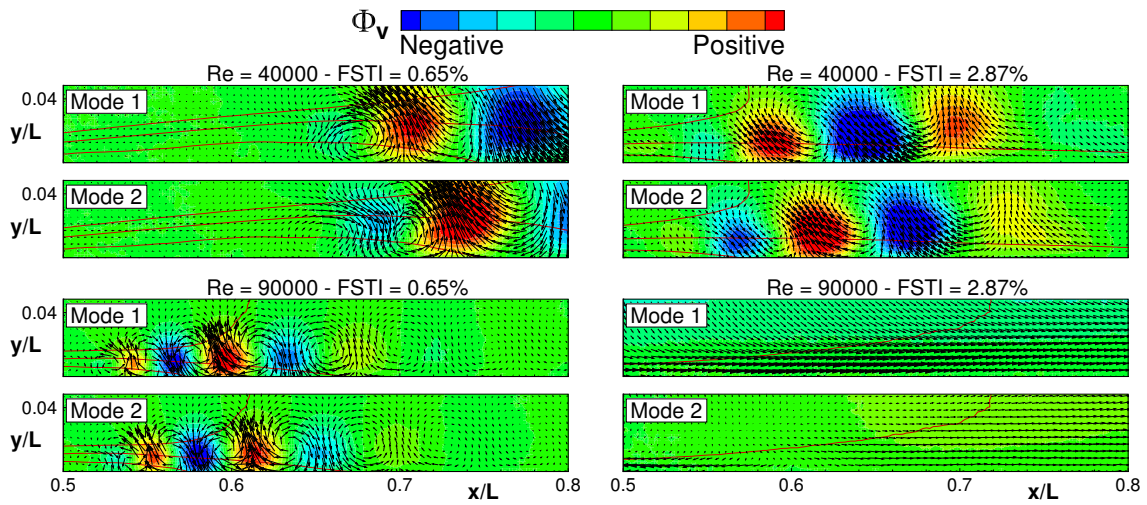 Φv
Negative Positive
Re = 40000 - FSTI = 0.65%
Re = 40000 - FSTI = 2.87%
0.04
y/L
Mode 1
Mode 1
0.04
y/L
Mode 2
Mode 2
Re = 90000 - FSTI = 0.65%
Re = 90000 - FSTI = 2.87%
0.04
y/L
Mode 1
Mode 1
0.04
y/L
Mode 2
Mode 2
0.5 0.6 0.7 x/L 0.8
0.5 0.6 0.7 x/L 0.8